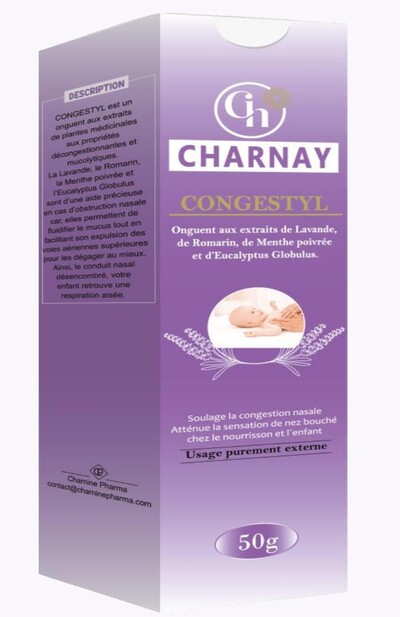 DESCRIPTION
CONGESTYL est un
onguent aux extraits
de plantes médicinales
aux propriétés
décongestionnantes et
mucolytiques.
La Lavande, le Romarin,
la Menthe poivrée et
l'Eucalyptus Globulus
sont d'une aide précieuse
en cas d'obstruction nasale
car, elles permettent de
fluidifier le mucus tout en
facilitant son expulsion des
voies aériennes supérieures
pour les dégager au mieux.
Ainsi, le conduit nasal
désencombré, votre
enfant retrouve une
respiration aisée.
Charnine Pharma
contact@charninepharma.com
Ch
CHARNAY
CONGESTYL
Onguent aux extraits de Lavande,
de Romarin, de Menthe poivrée
et d'Eucalyptus Globulus.
Soulage la congestion nasale
Atténue la sensation de nez bouché
chez le nourrisson et l'enfant
Usage purement externe
50g